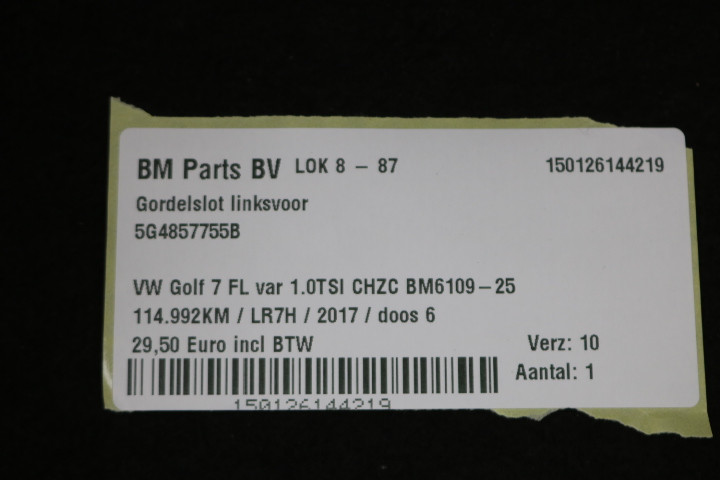 BM Parts BV LOK 8 – 87 150126144219
Gordelslot linksvoor
5G4857755B
VW Golf 7 FL var 1.0TSI CHZC BM6109–25
114.992KM / LR7H / 2017 / doos 6
29,50 Euro incl BTW Verz: 10
Aantal: 1
150126144219